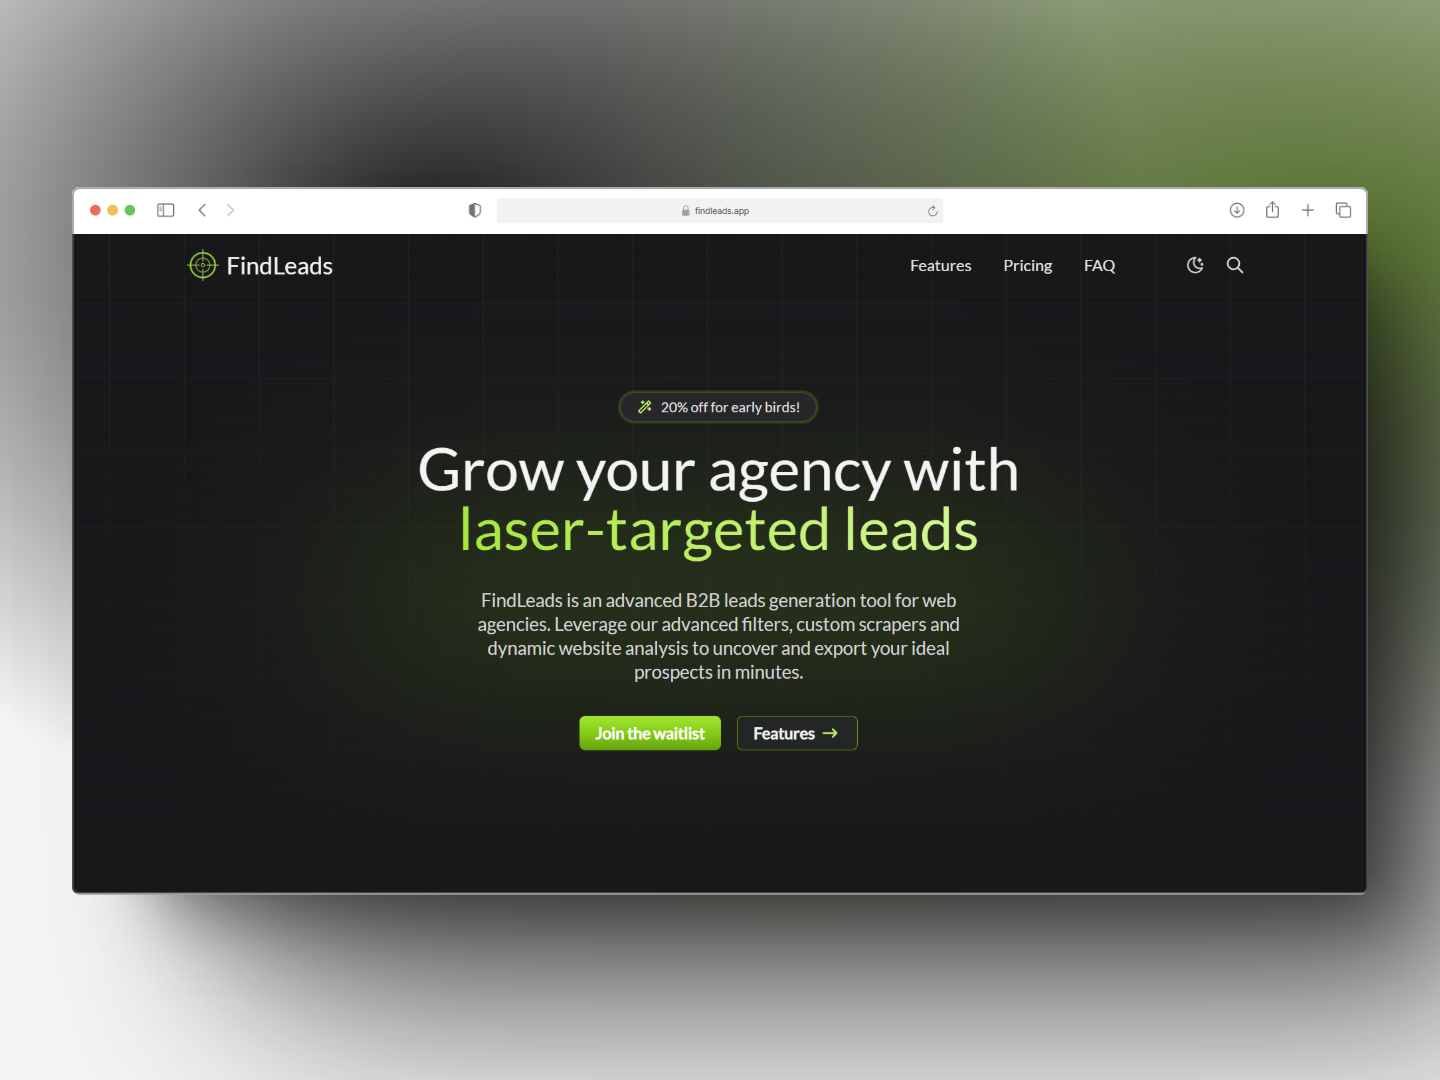 findleads.app
FindLeads
Features
Pricing
FAQ
20% off for early birds!
Grow your agency with
laser-targeted leads
FindLeads is an advanced B2B leads generation tool for web
agencies. Leverage our advanced filters, custom scrapers and
dynamic website analysis to uncover and export your ideal
prospects in minutes.
Join the waitlist
Features →